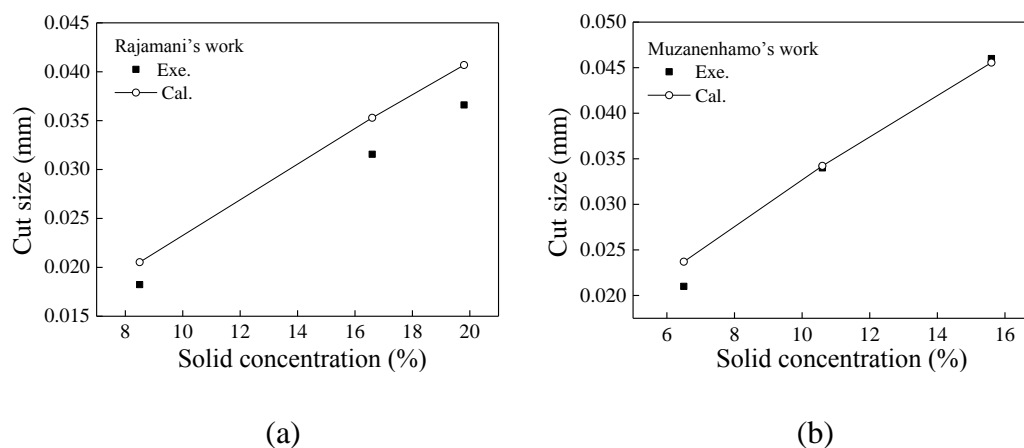 0.045
0.040
0.035
0.030
0.025
0.020
0.015
Cut size (mm)
Rajamani's work
Exe.
Cal.
8 10 12 14 16 18 20
Solid concentration (%)
(a)
0.050
0.045
0.040
0.035
0.030
0.025
0.020
Cut size (mm)
Muzanenhamo's work
Exe.
Cal.
6 8 10 12 14 16
Solid concentration (%)
(b)